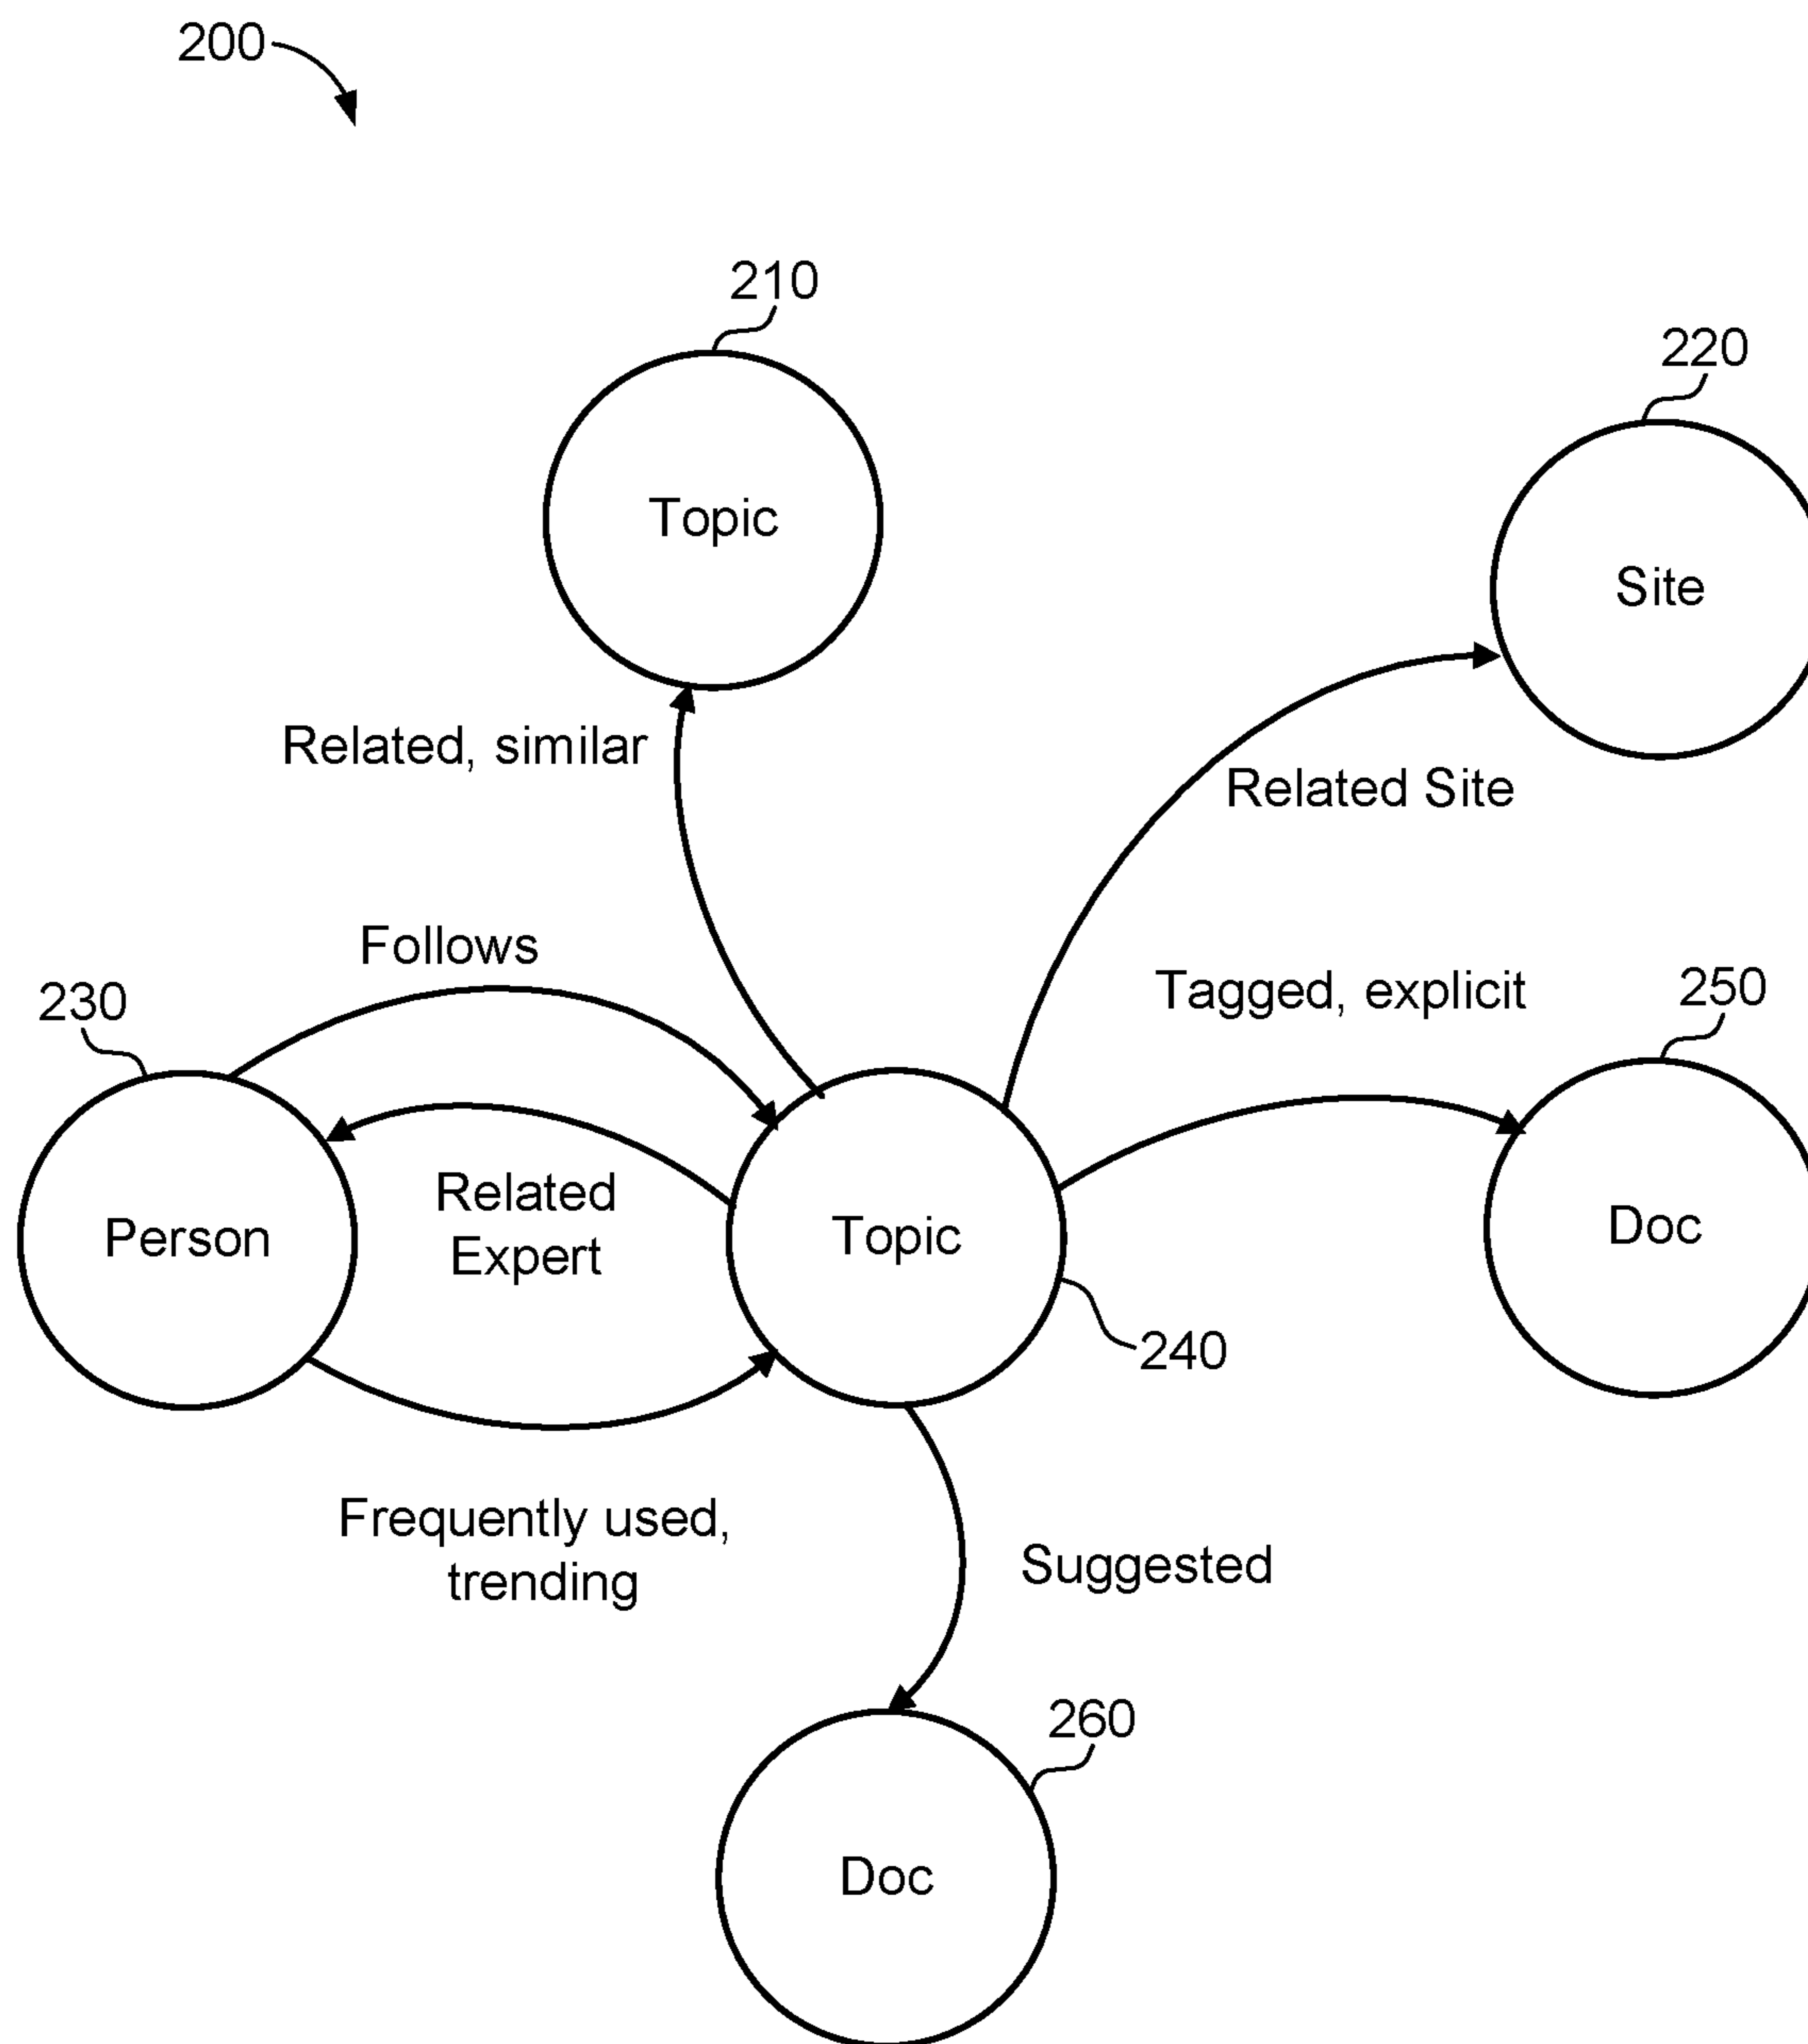 200
210
220
Topic
Site
Related, similar
Related Site
Follows
Tagged, explicit
250
230
Related
Expert
Person
Topic
Doc
240
Frequently used,
trending
Suggested
260
Doc